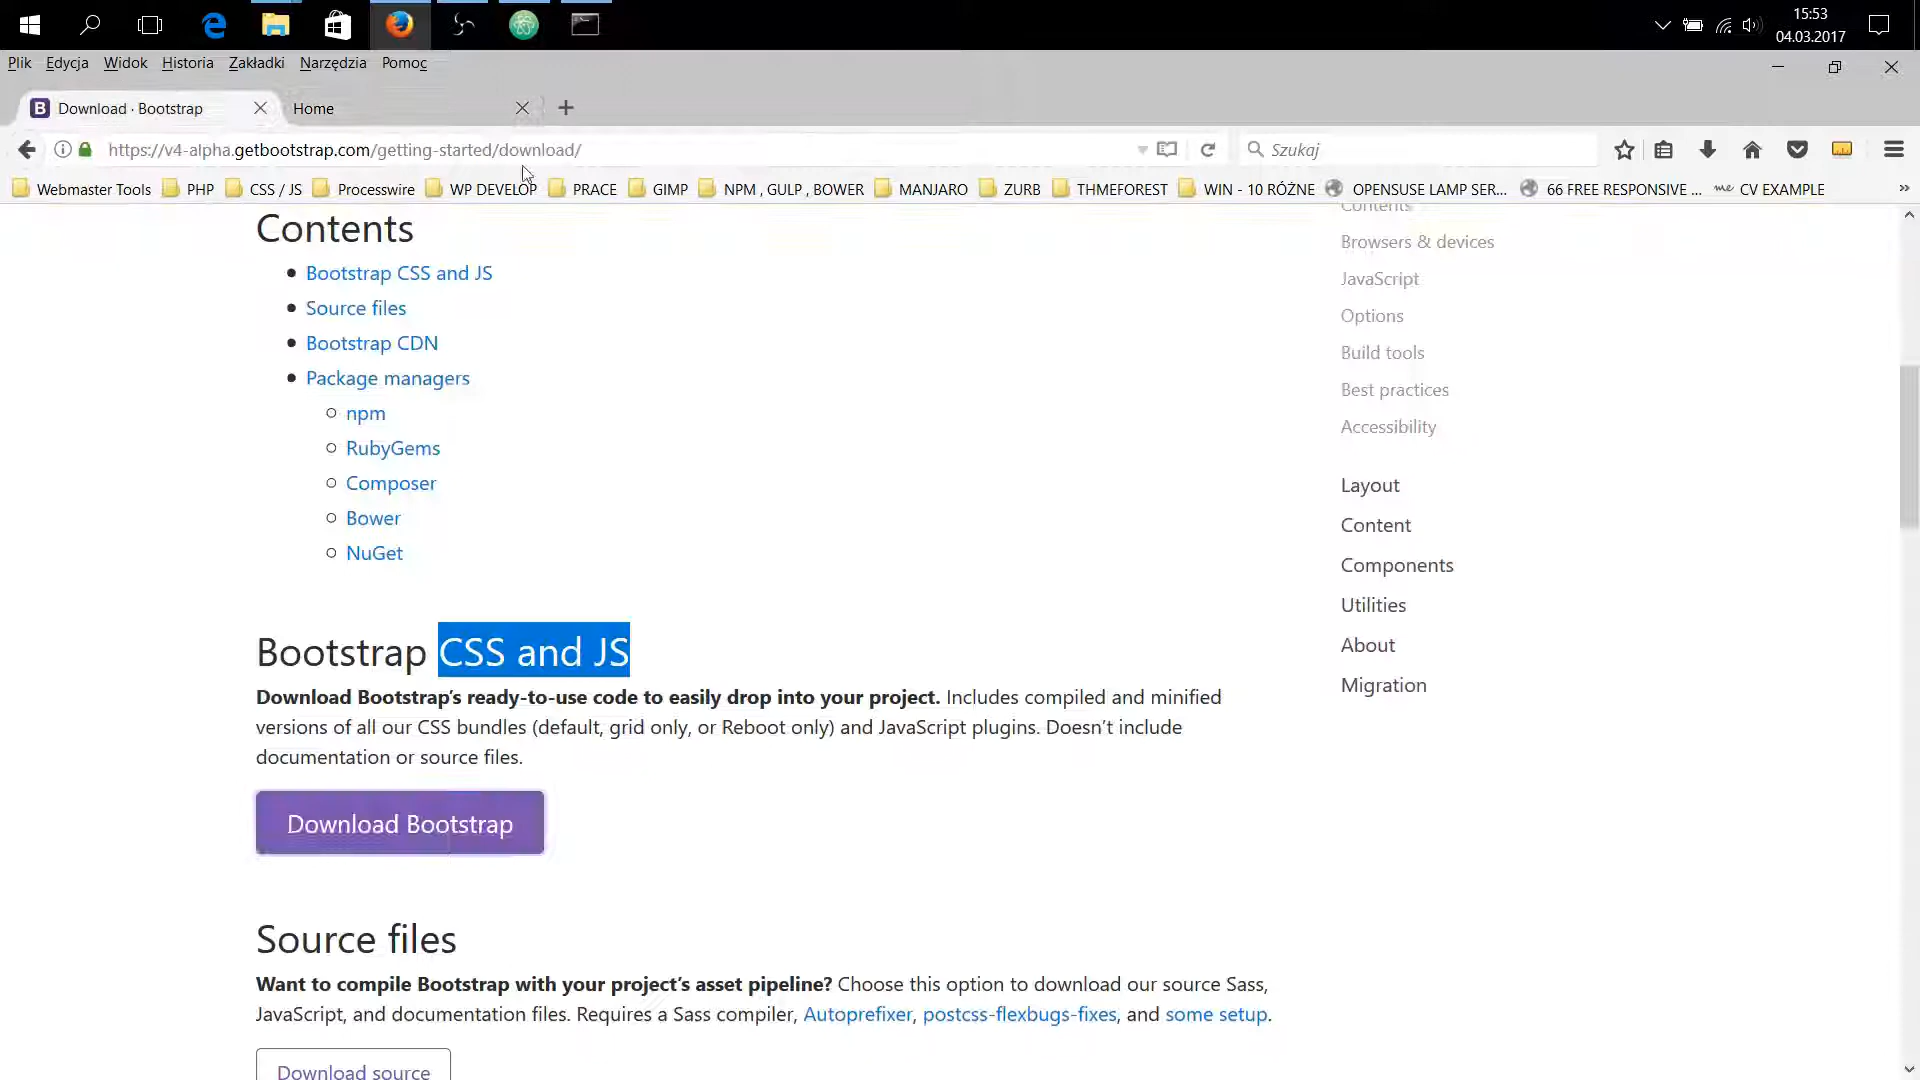 15:53
04.03.2017
Plik Edycja Widok Historia Zakładki Narzędzia Pomoc
B Download · Bootstrap Home
https://v4-alpha.getbootstrap.com/getting-started/download/ Szukaj
Webmaster Tools PHP CSS / JS Processwire WP DEVELOP PRACE GIMP NPM , GULP , BOWER MANJARO ZURB THMEFOREST WIN - 10 RÓŻNE OPENSUSE LAMP SER... 66 FREE RESPONSIVE ... me CV EXAMPLE »
Contents
Bootstrap CSS and JS
Source files
Bootstrap CDN
Package managers
npm
RubyGems
Composer
Bower
NuGet
Bootstrap CSS and JS
Download Bootstrap's ready-to-use code to easily drop into your project. Includes compiled and minified
versions of all our CSS bundles (default, grid only, or Reboot only) and JavaScript plugins. Doesn't include
documentation or source files.
Download Bootstrap
Source files
Want to compile Bootstrap with your project's asset pipeline? Choose this option to download our source Sass,
JavaScript, and documentation files. Requires a Sass compiler, Autoprefixer, postcss-flexbugs-fixes, and some setup.
Download source
Contents
Browsers & devices
JavaScript
Options
Build tools
Best practices
Accessibility
Layout
Content
Components
Utilities
About
Migration